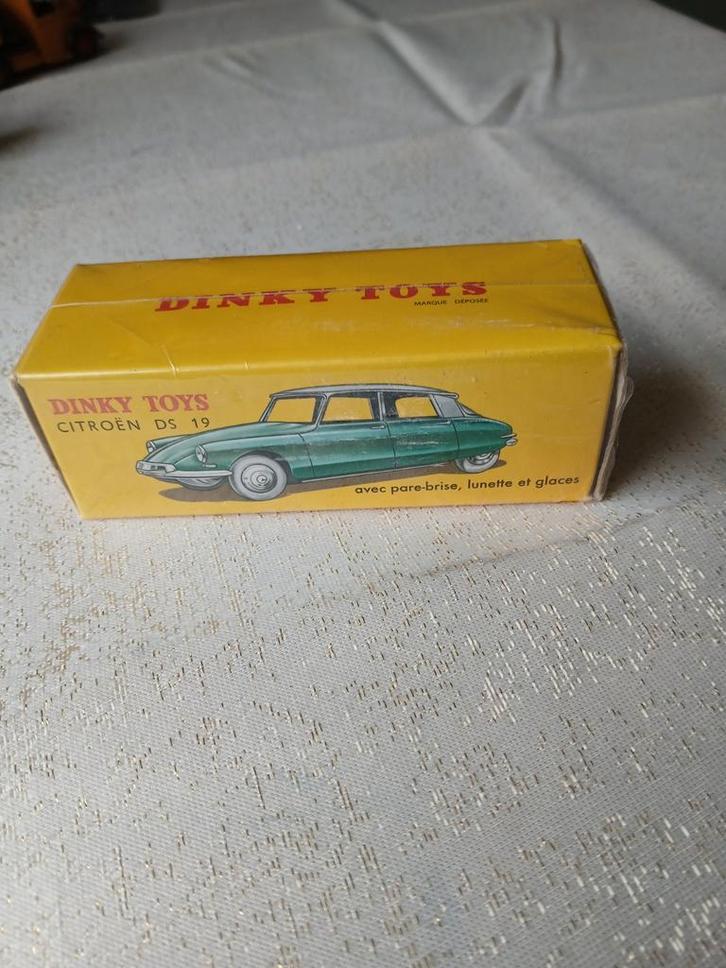 DINKY TOYS
MARQUE DÉPOSÉE
DINKY TOYS
CITROËN DS 19
avec pare-brise, lunette et glaces